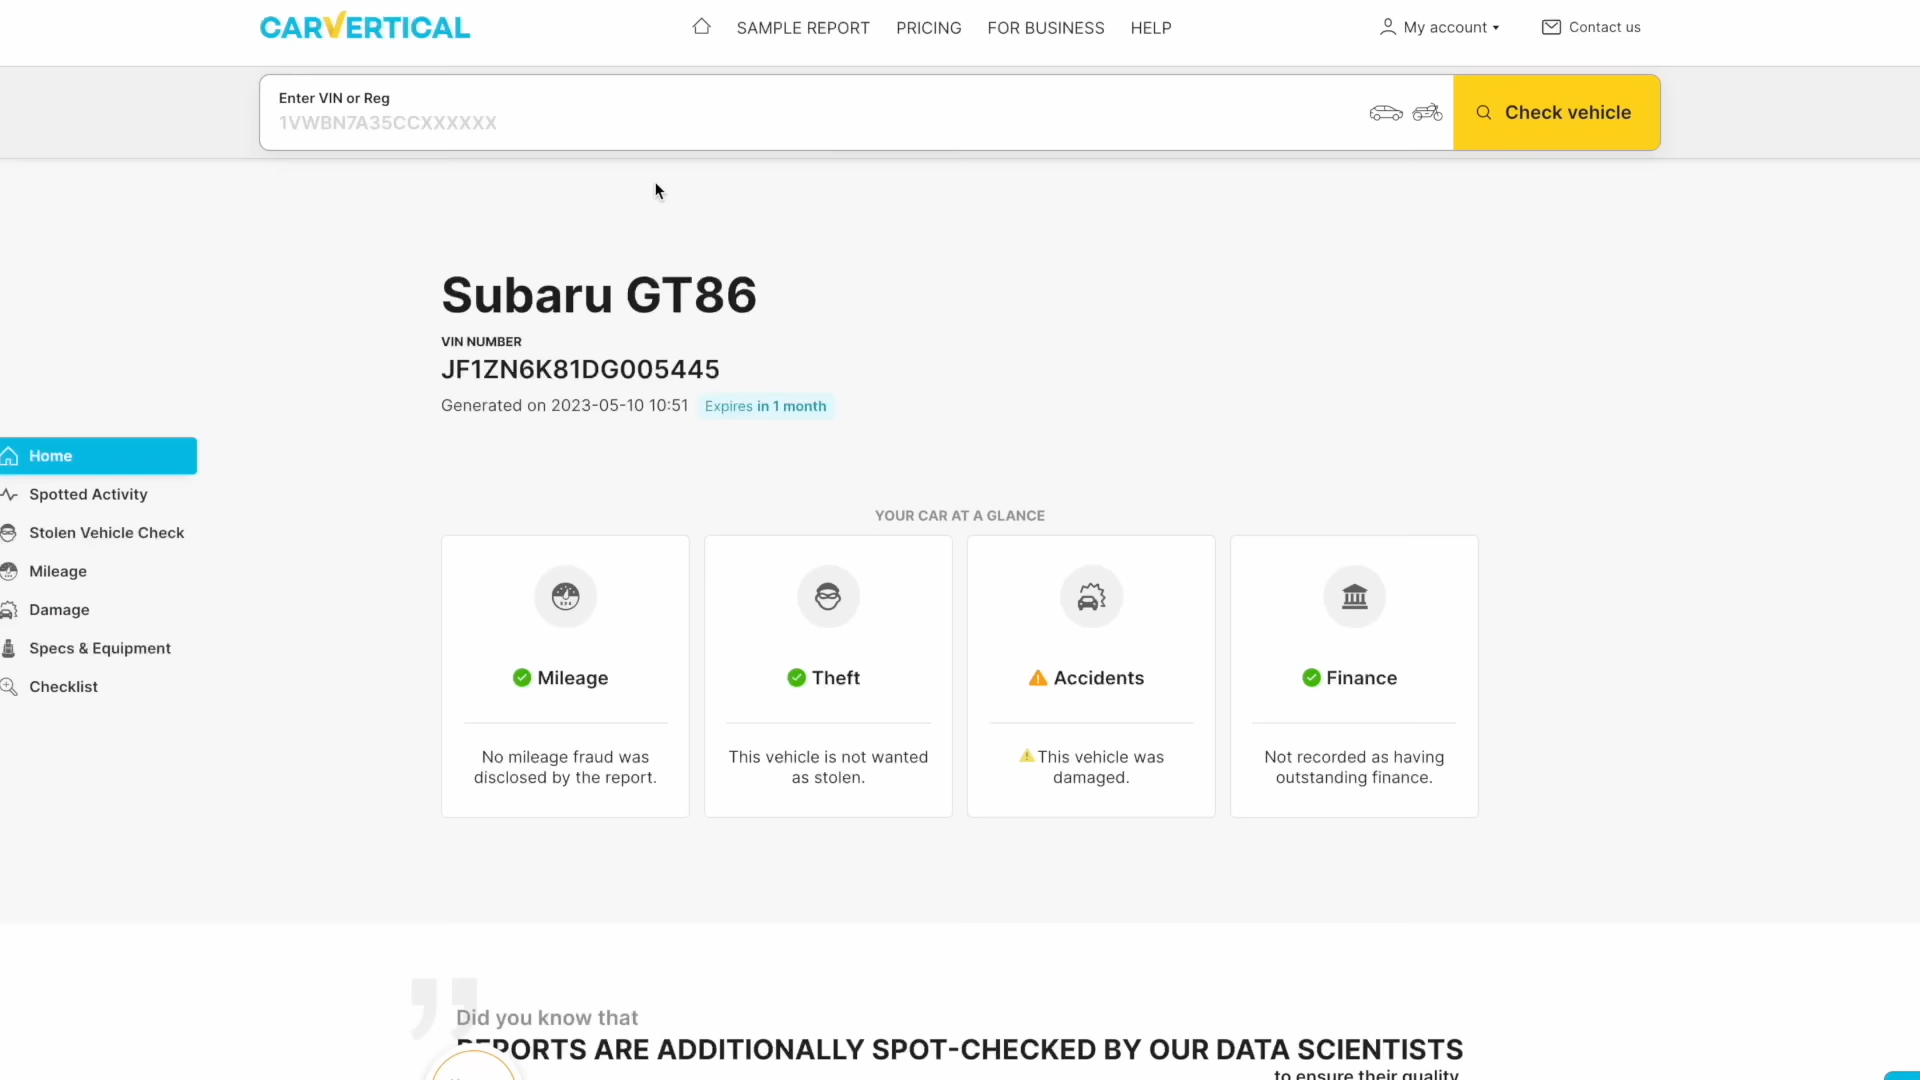 CARVERTICAL
SAMPLE REPORT
PRICING
FOR BUSINESS
HELP
My account
Contact us
Enter VIN or Reg
1VWBN7A35CCXXXXXX
Check vehicle
Subaru GT86
VIN NUMBER
JF1ZN6K81DG005445
Generated on 2023-05-10 10:51 Expires in 1 month
Home
Spotted Activity
Stolen Vehicle Check
Mileage
Damage
Specs & Equipment
Checklist
YOUR CAR AT A GLANCE
Mileage
No mileage fraud was
disclosed by the report.
Theft
This vehicle is not wanted
as stolen.
Accidents
This vehicle was
damaged.
Finance
Not recorded as having
outstanding finance.
Did you know that
REPORTS ARE ADDITIONALLY SPOT-CHECKED BY OUR DATA SCIENTISTS
to ensure their quality